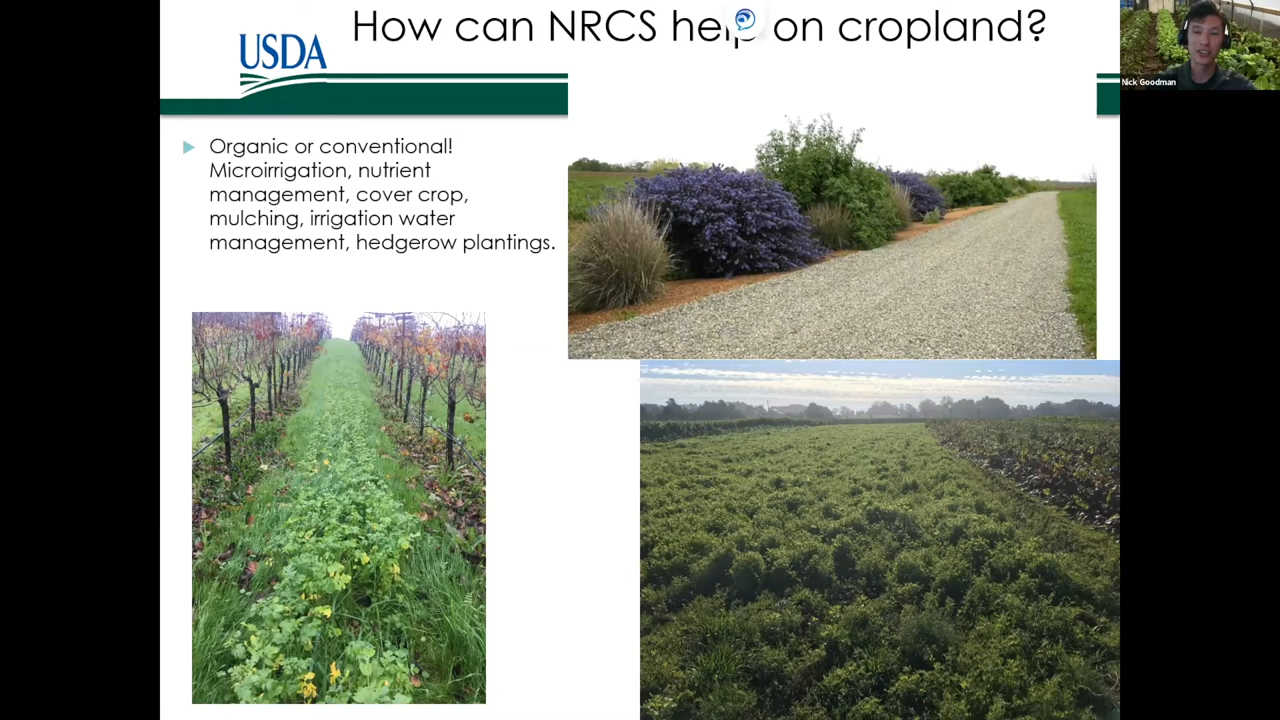 How can NRCS help on cropland?
USDA
Nick Goodman
Organic or conventional!
Microirrigation, nutrient
management, cover crop,
mulching, irrigation water
management, hedgerow plantings.